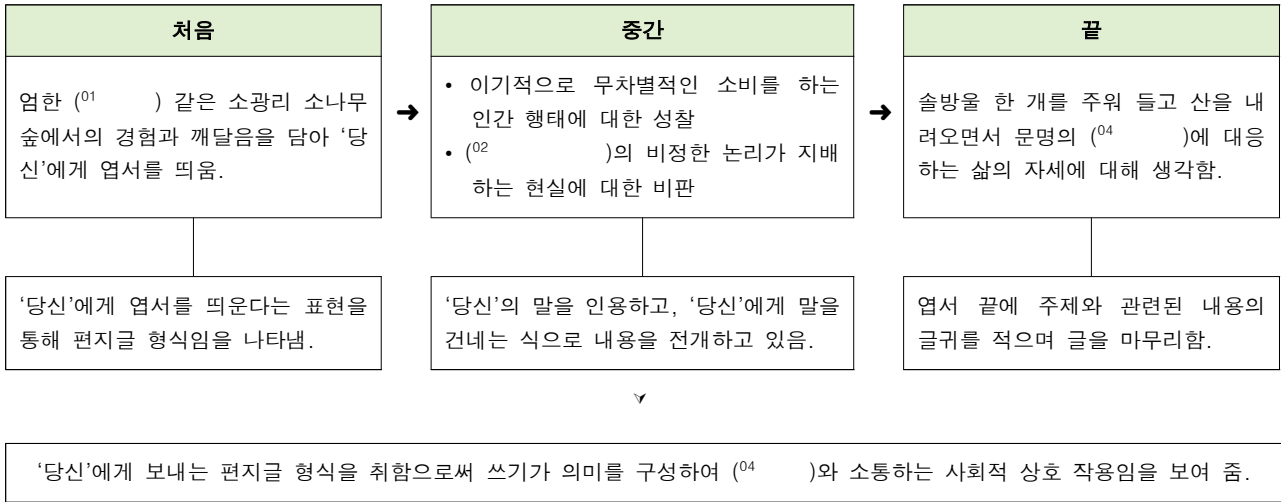 처음
엄한 (01 ) 같은 소광리 소나무
숲에서의 경험과 깨달음을 담아 ‘당
신’에게 엽서를 띄움.
중간
• 이기적으로 무차별적인 소비를 하는
인간 행태에 대한 성찰
• (02 )의 비정한 논리가 지배
하는 현실에 대한 비판
끝
솔방울 한 개를 주워 들고 산을 내
려오면서 문명의 (04 )에 대응
하는 삶의 자세에 대해 생각함.
‘당신’에게 엽서를 띄운다는 표현을
통해 편지글 형식임을 나타냄.
‘당신’의 말을 인용하고, ‘당신’에게 말을
건네는 식으로 내용을 전개하고 있음.
엽서 끝에 주제와 관련된 내용의
글귀를 적으며 글을 마무리함.
‘당신’에게 보내는 편지글 형식을 취함으로써 쓰기가 의미를 구성하여 (04 )와 소통하는 사회적 상호 작용임을 보여 줌.